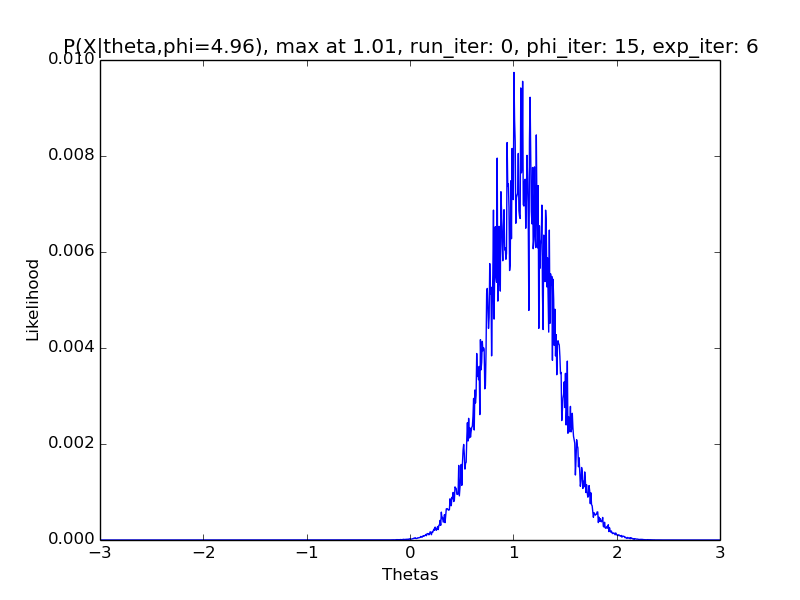 P(X|theta,phi=4.96), max at 1.01, run_iter: 0, phi_iter: 15, exp_iter: 6
0.010
0.008
0.006
0.004
0.002
0.000
Likelihood
−3 −2 −1 0 1 2 3
Thetas